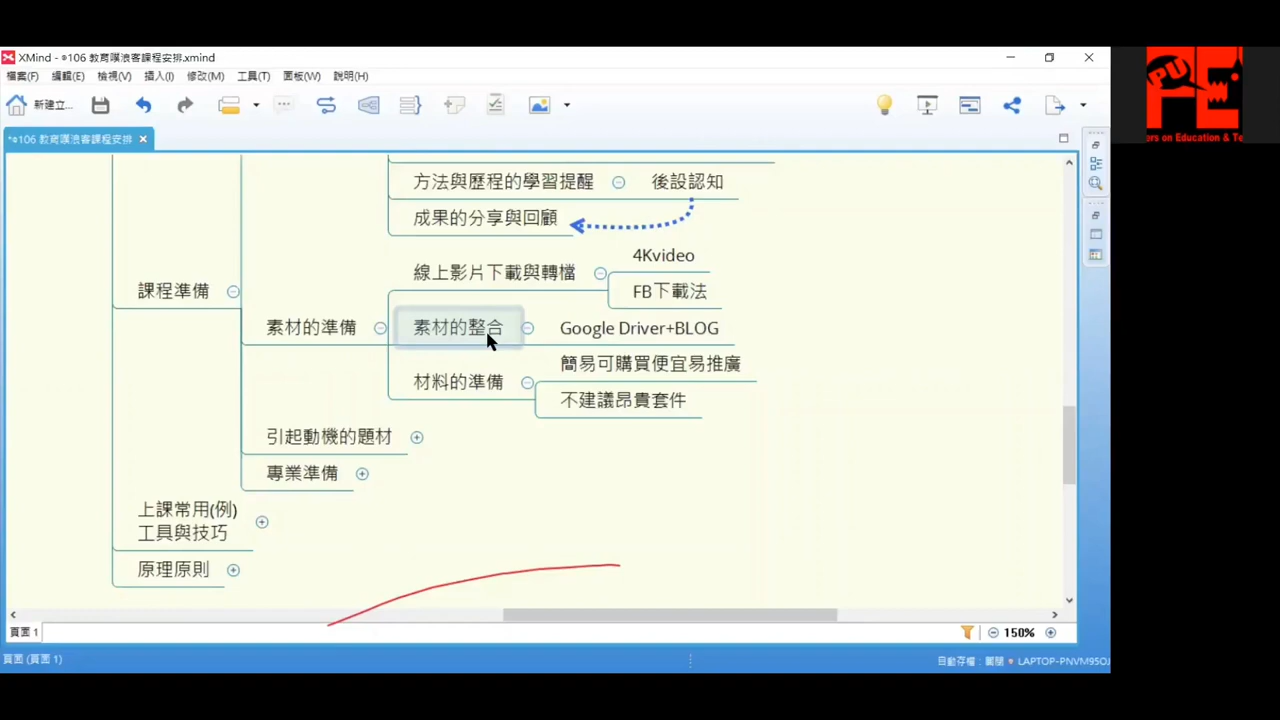 XMind - ◉106 教育噗浪客課程安排.xmind
檔案(F) 編輯(E) 檢視(V) 插入(I) 修改(M) 工具(T) 面板(W) 說明(H)
新建立...
*◉106 教育噗浪客課程安排
方法與歷程的學習提醒 後設認知
成果的分享與回顧
4Kvideo
線上影片下載與轉檔
課程準備 FB下載法
素材的準備 素材的整合 Google Driver+BLOG
簡易可購買便宜易推廣
材料的準備
不建議昂貴套件
引起動機的題材
專業準備
上課常用(例)
工具與技巧
原理原則
頁面 1 150%
頁面 (頁面 1) 自動存檔: 關閉 LAPTOP-PNVM95OJ
PU
ers on Education & Te